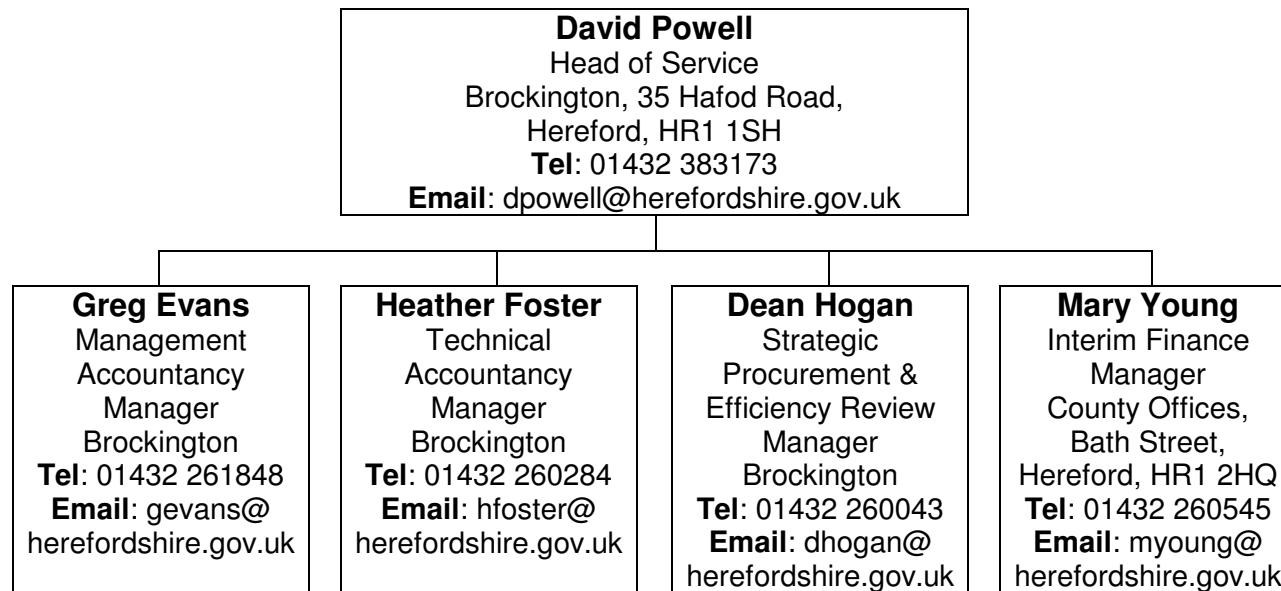 David Powell
Head of Service
Brockington, 35 Hafod Road,
Hereford, HR1 1SH
Tel: 01432 383173
Email: dpowell@herefordshire.gov.uk
Greg Evans
Management
Accountancy
Manager
Brockington
Tel: 01432 261848
Email: gevans@
herefordshire.gov.uk
Heather Foster
Technical
Accountancy
Manager
Brockington
Tel: 01432 260284
Email: hfoster@
herefordshire.gov.uk
Dean Hogan
Strategic
Procurement &
Efficiency Review
Manager
Brockington
Tel: 01432 260043
Email: dhogan@
herefordshire.gov.uk
Mary Young
Interim Finance
Manager
County Offices,
Bath Street,
Hereford, HR1 2HQ
Tel: 01432 260545
Email: myoung@
herefordshire.gov.uk